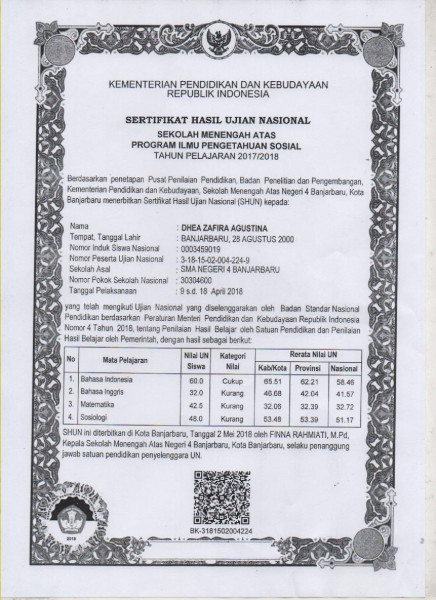 KEMENTERIAN PENDIDIKAN DAN KEBUDAYAAN
REPUBLIK INDONESIA
SERTIFIKAT HASIL UJIAN NASIONAL
SEKOLAH MENENGAH ATAS
PROGRAM ILMU PENGETAHUAN SOSIAL
TAHUN PELAJARAN 2017/2018
Berdasarkan penetapan Pusat Penilaian Pendidikan, Badan Penelitian dan Pengembangan,
Kementerian Pendidikan dan Kebudayaan, Sekolah Menengah Atas Negeri 4 Banjarbaru, Kota
Banjarbaru menerbitkan Sertifikat Hasil Ujian Nasional (SHUN) kepada:
Nama : DHEA ZAFIRA AGUSTINA
Tempat, Tanggal Lahir : BANJARBARU, 28 AGUSTUS 2000
Nomor Induk Siswa Nasional : 0003459019
Nomor Peserta Ujian Nasional : 3-18-15-02-004-224-9
Sekolah Asal : SMA NEGERI 4 BANJARBARU
Nomor Pokok Sekolah Nasional : 30304600
Tanggal Pelaksanaan : 9 s.d. 18 April 2018
yang telah mengikuti Ujian Nasional yang diselenggarakan oleh Badan Standar Nasional
Pendidikan berdasarkan Peraturan Menteri Pendidikan dan Kebudayaan Republik Indonesia
Nomor 4 Tahun 2018, tentang Penilaian Hasil Belajar oleh Satuan Pendidikan dan Penilaian
Hasil Belajar oleh Pemerintah, dengan hasil sebagai berikut:
No Mata Pelajaran Nilai UN Siswa Kategori Nilai Rerata Nilai UN
Kab/Kota Provinsi Nasional
1. Bahasa Indonesia 60.0 Cukup 65.51 62.21 58.48
2. Bahasa Inggris 32.0 Kurang 46.68 42.04 41.57
3. Matematika 42.5 Kurang 32.08 32.39 32.72
4. Sosiologi 48.0 Kurang 53.48 53.39 51.17
SHUN ini diterbitkan di Kota Banjarbaru, Tanggal 2 Mei 2018 oleh FINNA RAHMIATI, M.Pd,
Kepala Sekolah Menengah Atas Negeri 4 Banjarbaru, Kota Banjarbaru, selaku penanggung
jawab satuan pendidikan penyelenggara UN.
2018
BK-3181502004224